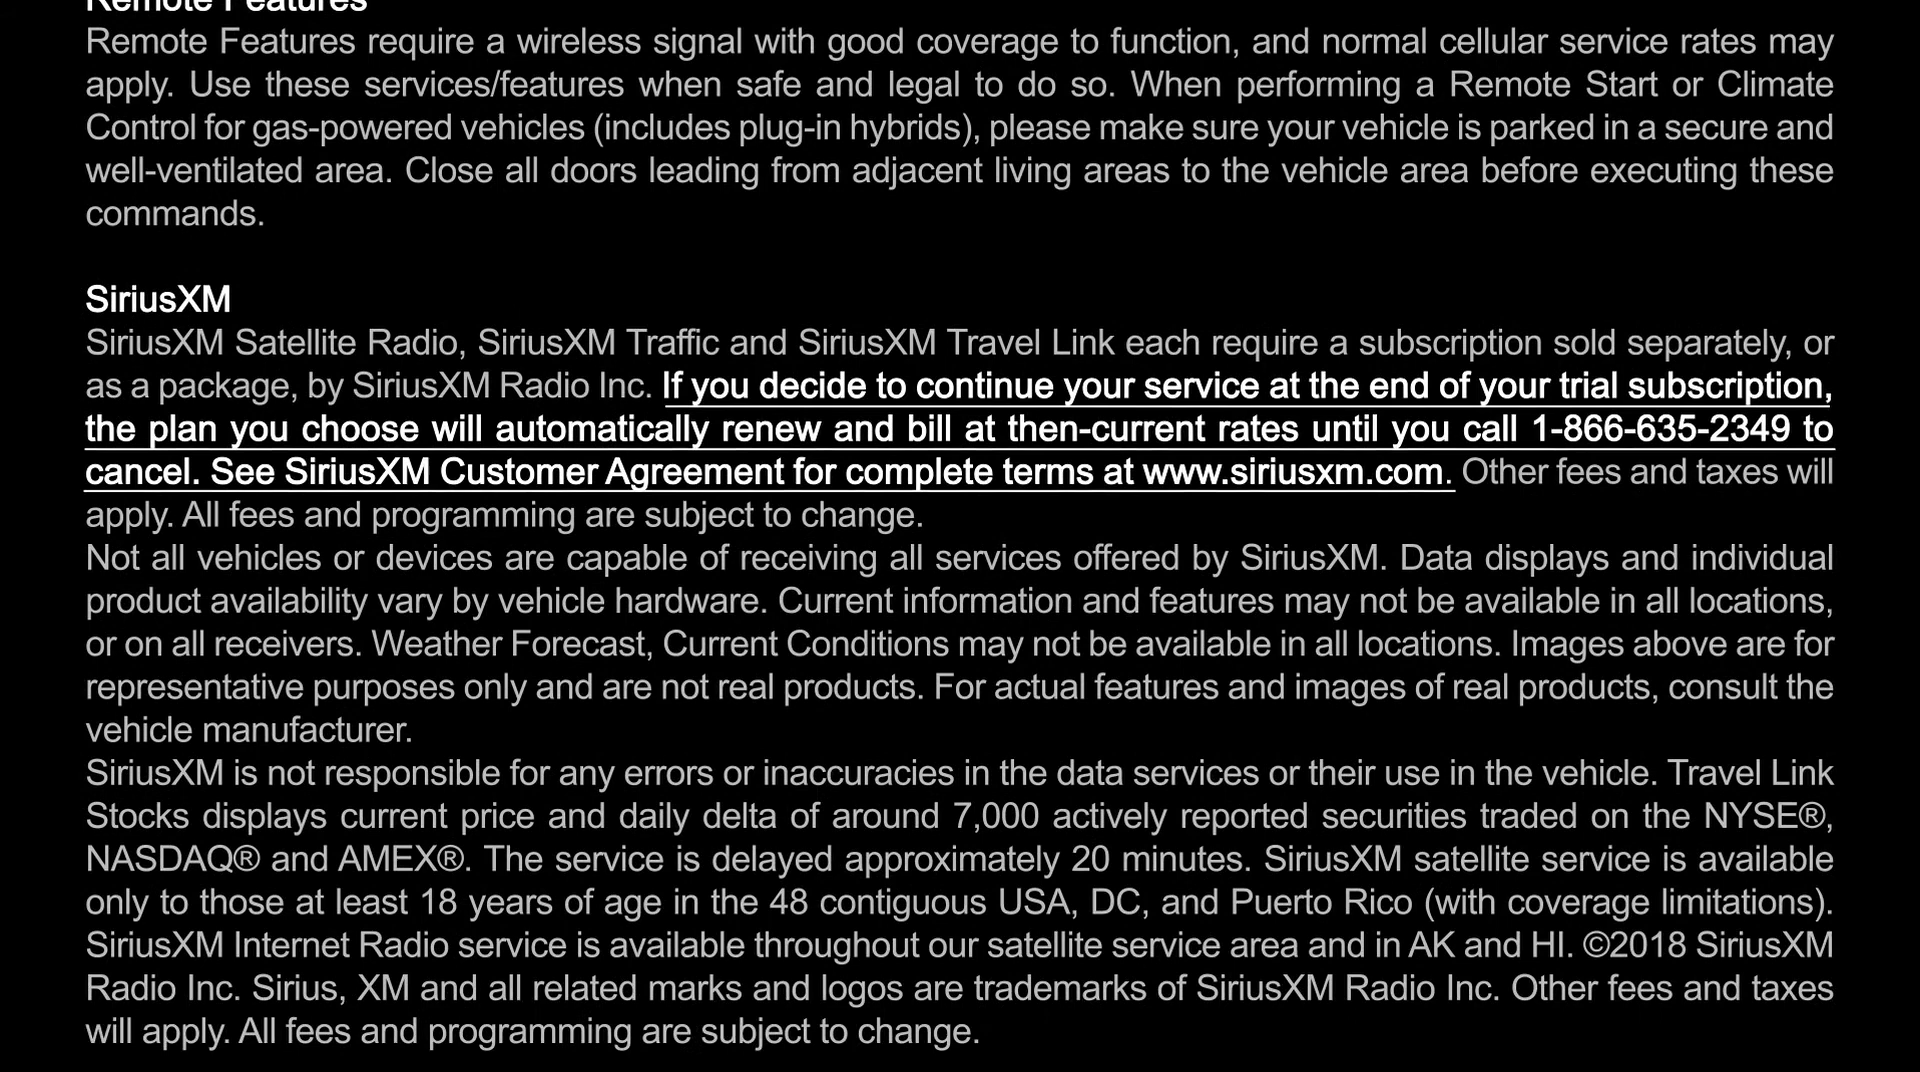 Remote Features
Remote Features require a wireless signal with good coverage to function, and normal cellular service rates may
apply. Use these services/features when safe and legal to do so. When performing a Remote Start or Climate
Control for gas-powered vehicles (includes plug-in hybrids), please make sure your vehicle is parked in a secure and
well-ventilated area. Close all doors leading from adjacent living areas to the vehicle area before executing these
commands.
SiriusXM
SiriusXM Satellite Radio, SiriusXM Traffic and SiriusXM Travel Link each require a subscription sold separately, or
as a package, by SiriusXM Radio Inc. If you decide to continue your service at the end of your trial subscription,
the plan you choose will automatically renew and bill at then-current rates until you call 1-866-635-2349 to
cancel. See SiriusXM Customer Agreement for complete terms at www.siriusxm.com. Other fees and taxes will
apply. All fees and programming are subject to change.
Not all vehicles or devices are capable of receiving all services offered by SiriusXM. Data displays and individual
product availability vary by vehicle hardware. Current information and features may not be available in all locations,
or on all receivers. Weather Forecast, Current Conditions may not be available in all locations. Images above are for
representative purposes only and are not real products. For actual features and images of real products, consult the
vehicle manufacturer.
SiriusXM is not responsible for any errors or inaccuracies in the data services or their use in the vehicle. Travel Link
Stocks displays current price and daily delta of around 7,000 actively reported securities traded on the NYSE®,
NASDAQ® and AMEX®. The service is delayed approximately 20 minutes. SiriusXM satellite service is available
only to those at least 18 years of age in the 48 contiguous USA, DC, and Puerto Rico (with coverage limitations).
SiriusXM Internet Radio service is available throughout our satellite service area and in AK and HI. ©2018 SiriusXM
Radio Inc. Sirius, XM and all related marks and logos are trademarks of SiriusXM Radio Inc. Other fees and taxes
will apply. All fees and programming are subject to change.